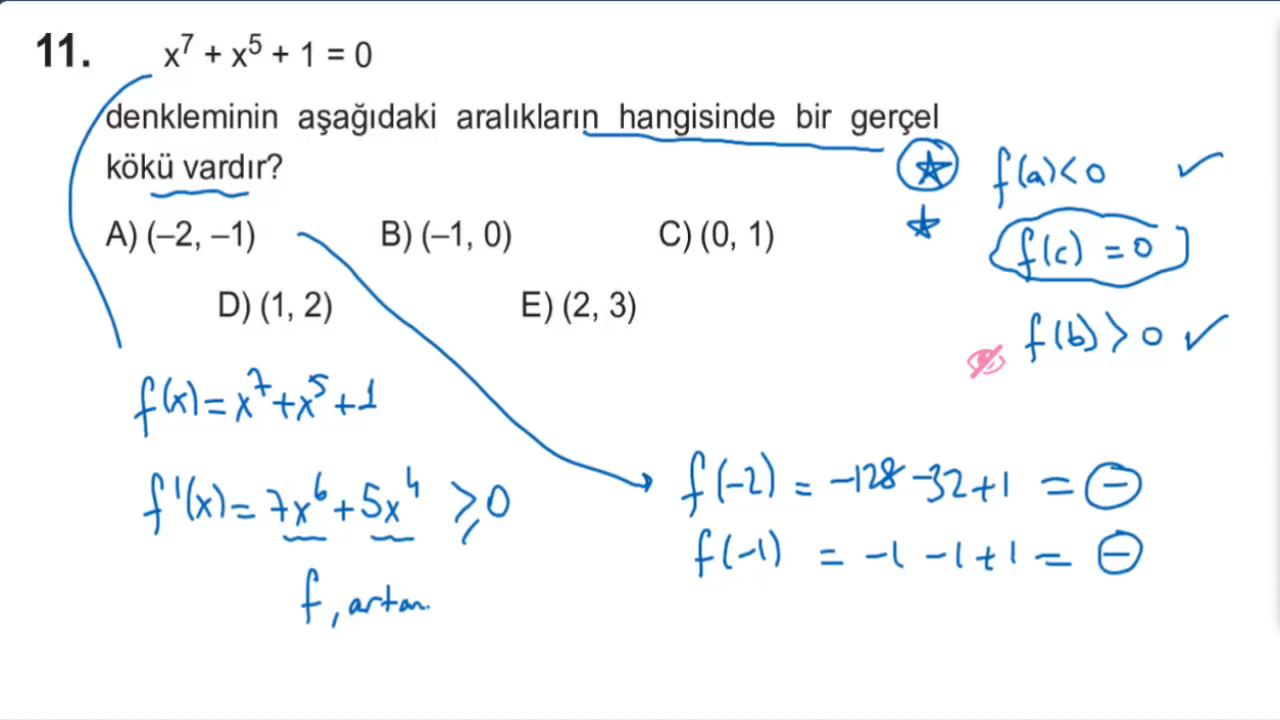 11. x⁷ + x⁵ + 1 = 0
denkleminin aşağıdaki aralıkların hangisinde bir gerçel
kökü vardır?
A) (–2, –1) B) (–1, 0) C) (0, 1)
D) (1, 2) E) (2, 3)
f(a)<0
f(c) = 0
f(b) > 0
f(x) = x⁷+x⁵+1
f'(x) = 7x⁶+5x⁴ ≥ 0
f, artan.
f(-2) = -128 -32+1 = -
f(-1) = -1 -1+1 = -